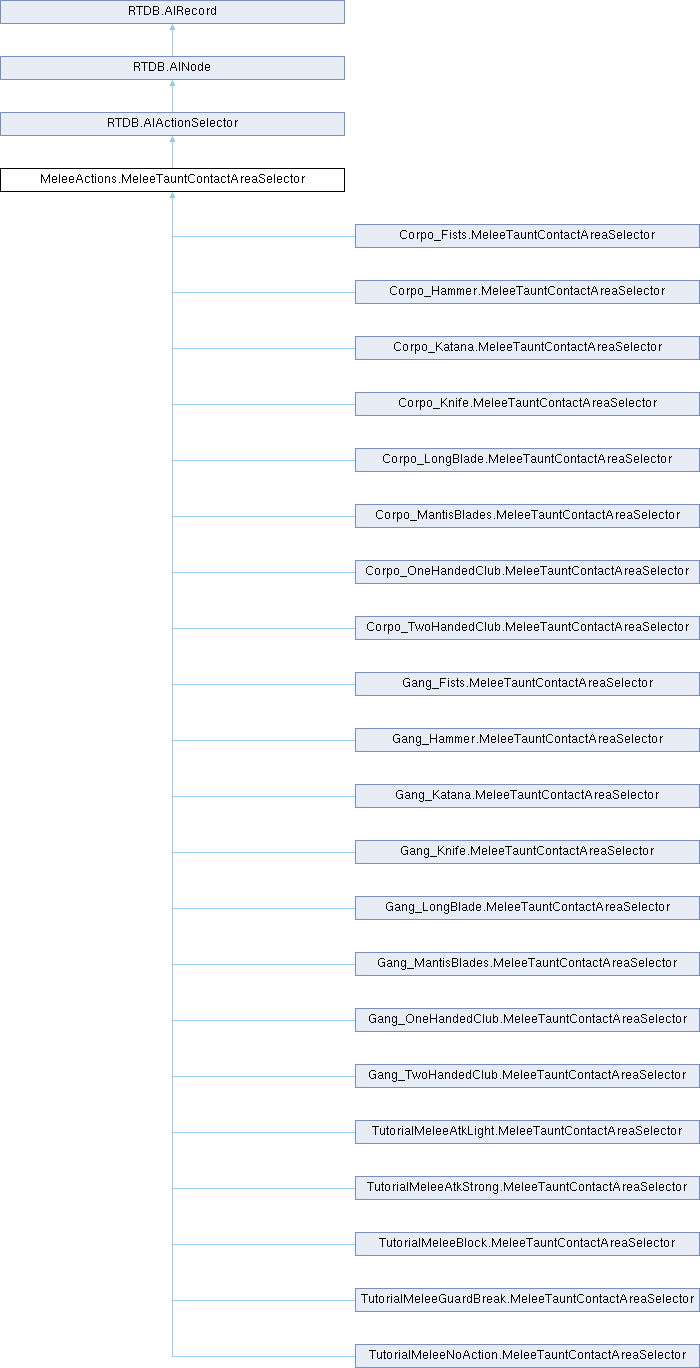 RTDB.AIRecord
RTDB.AINode
RTDB.AIActionSelector
MeleeActions.MeleeTauntContactAreaSelector
Corpo_Fists.MeleeTauntContactAreaSelector
Corpo_Hammer.MeleeTauntContactAreaSelector
Corpo_Katana.MeleeTauntContactAreaSelector
Corpo_Knife.MeleeTauntContactAreaSelector
Corpo_LongBlade.MeleeTauntContactAreaSelector
Corpo_MantisBlades.MeleeTauntContactAreaSelector
Corpo_OneHandedClub.MeleeTauntContactAreaSelector
Corpo_TwoHandedClub.MeleeTauntContactAreaSelector
Gang_Fists.MeleeTauntContactAreaSelector
Gang_Hammer.MeleeTauntContactAreaSelector
Gang_Katana.MeleeTauntContactAreaSelector
Gang_Knife.MeleeTauntContactAreaSelector
Gang_LongBlade.MeleeTauntContactAreaSelector
Gang_MantisBlades.MeleeTauntContactAreaSelector
Gang_OneHandedClub.MeleeTauntContactAreaSelector
Gang_TwoHandedClub.MeleeTauntContactAreaSelector
TutorialMeleeAtkLight.MeleeTauntContactAreaSelector
TutorialMeleeAtkStrong.MeleeTauntContactAreaSelector
TutorialMeleeBlock.MeleeTauntContactAreaSelector
TutorialMeleeGuardBreak.MeleeTauntContactAreaSelector
TutorialMeleeNoAction.MeleeTauntContactAreaSelector